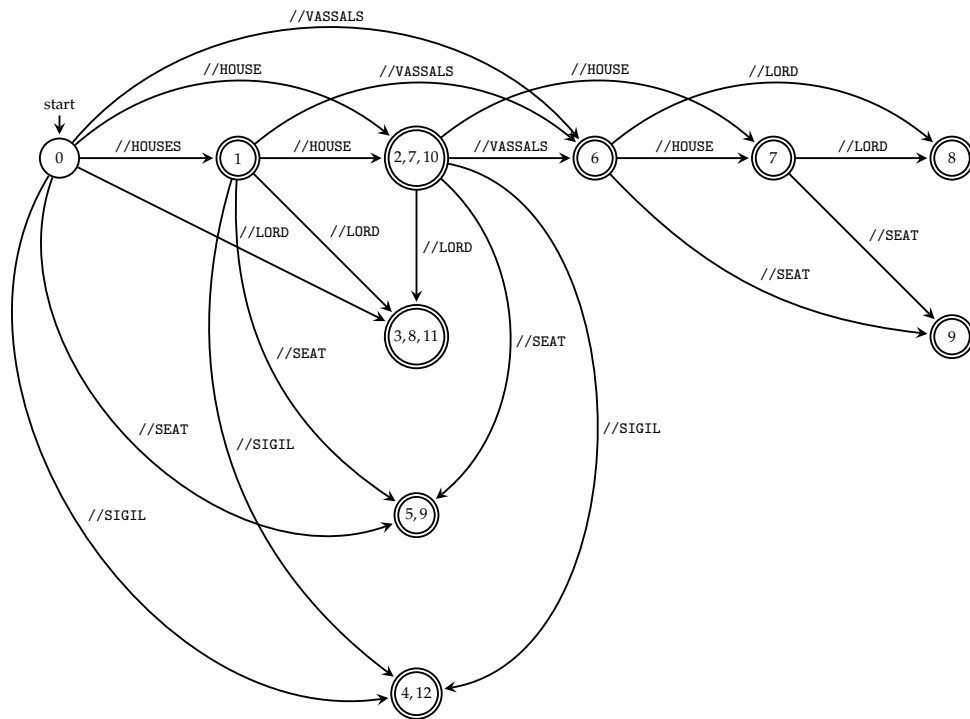 //VASSALS
//HOUSE //VASSALS //HOUSE //LORD
start
0 //HOUSES 1 //HOUSE 2, 7, 10 //VASSALS 6 //HOUSE 7 //LORD 8
//LORD //LORD //LORD //SEAT
//SEAT
3, 8, 11 //SEAT 9
//SEAT
//SEAT //SIGIL //SIGIL
5, 9
//SIGIL
4, 12